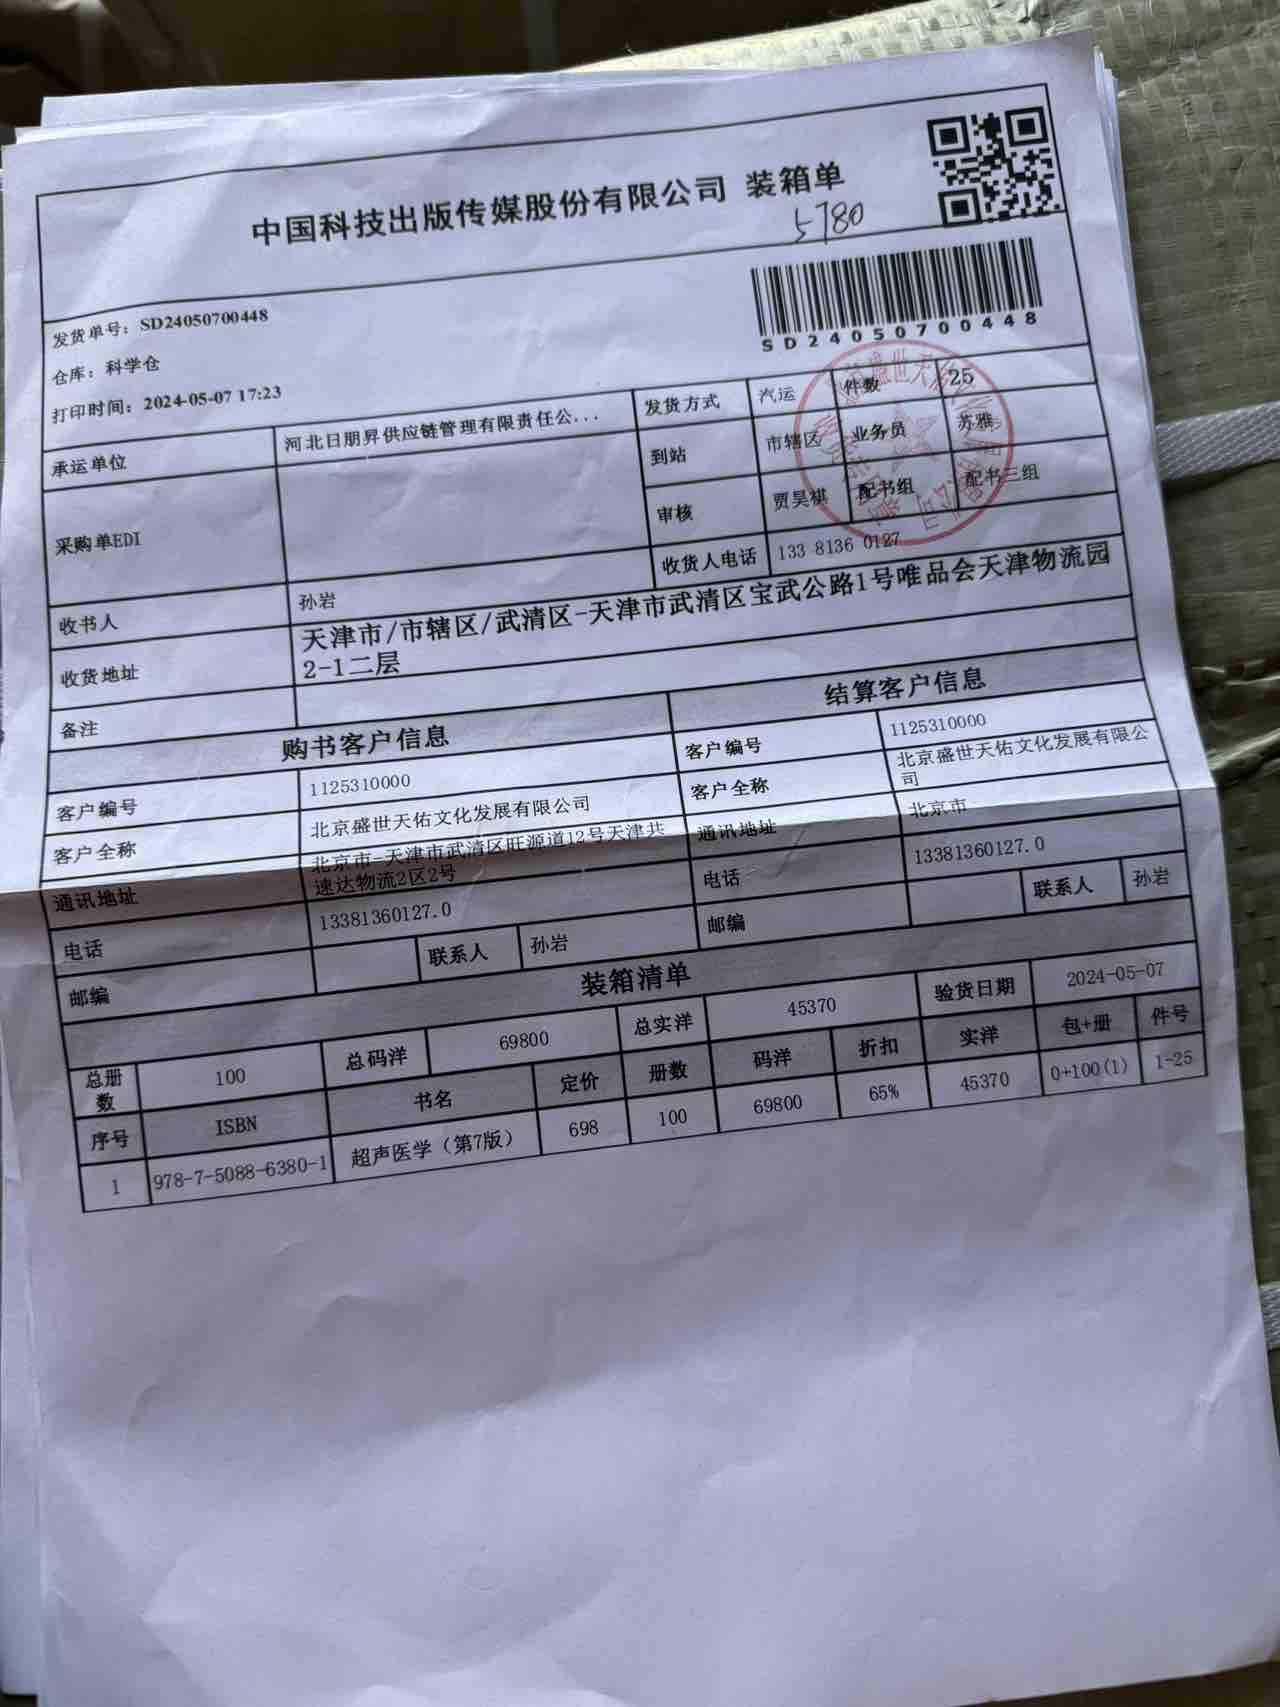 中国科技出版传媒股份有限公司 装箱单
5780
SD24050700448
发货单号：SD24050700448
仓库：科学仓
打印时间：2024-05-07 17:23
承运单位 河北日朋昇供应链管理有限责任公... 发货方式 汽运 件数 25
采购单EDI 到站 市辖区 业务员 苏雅
审核 贾昊祺 配书组 配书三组
收书人 孙岩 收货人电话 133 8136 0127
收货地址 天津市/市辖区/武清区-天津市武清区宝武公路1号唯品会天津物流园
2-1二层
备注
购书客户信息 结算客户信息
客户编号 1125310000 客户编号 1125310000
客户全称 北京盛世天佑文化发展有限公司 客户全称 北京盛世天佑文化发展有限公
司
通讯地址 北京市-天津市武清区旺源道12号天津共
速达物流2区2号 通讯地址 北京市
电话 13381360127.0 电话 13381360127.0
邮编 联系人 孙岩 邮编 联系人 孙岩
装箱清单
总册
数 100 总码洋 69800 总实洋 45370 验货日期 2024-05-07
序号 ISBN 书名 定价 册数 码洋 折扣 实洋 包+册 件号
1 978-7-5088-6380-1 超声医学（第7版） 698 100 69800 65% 45370 0+100(1) 1-25